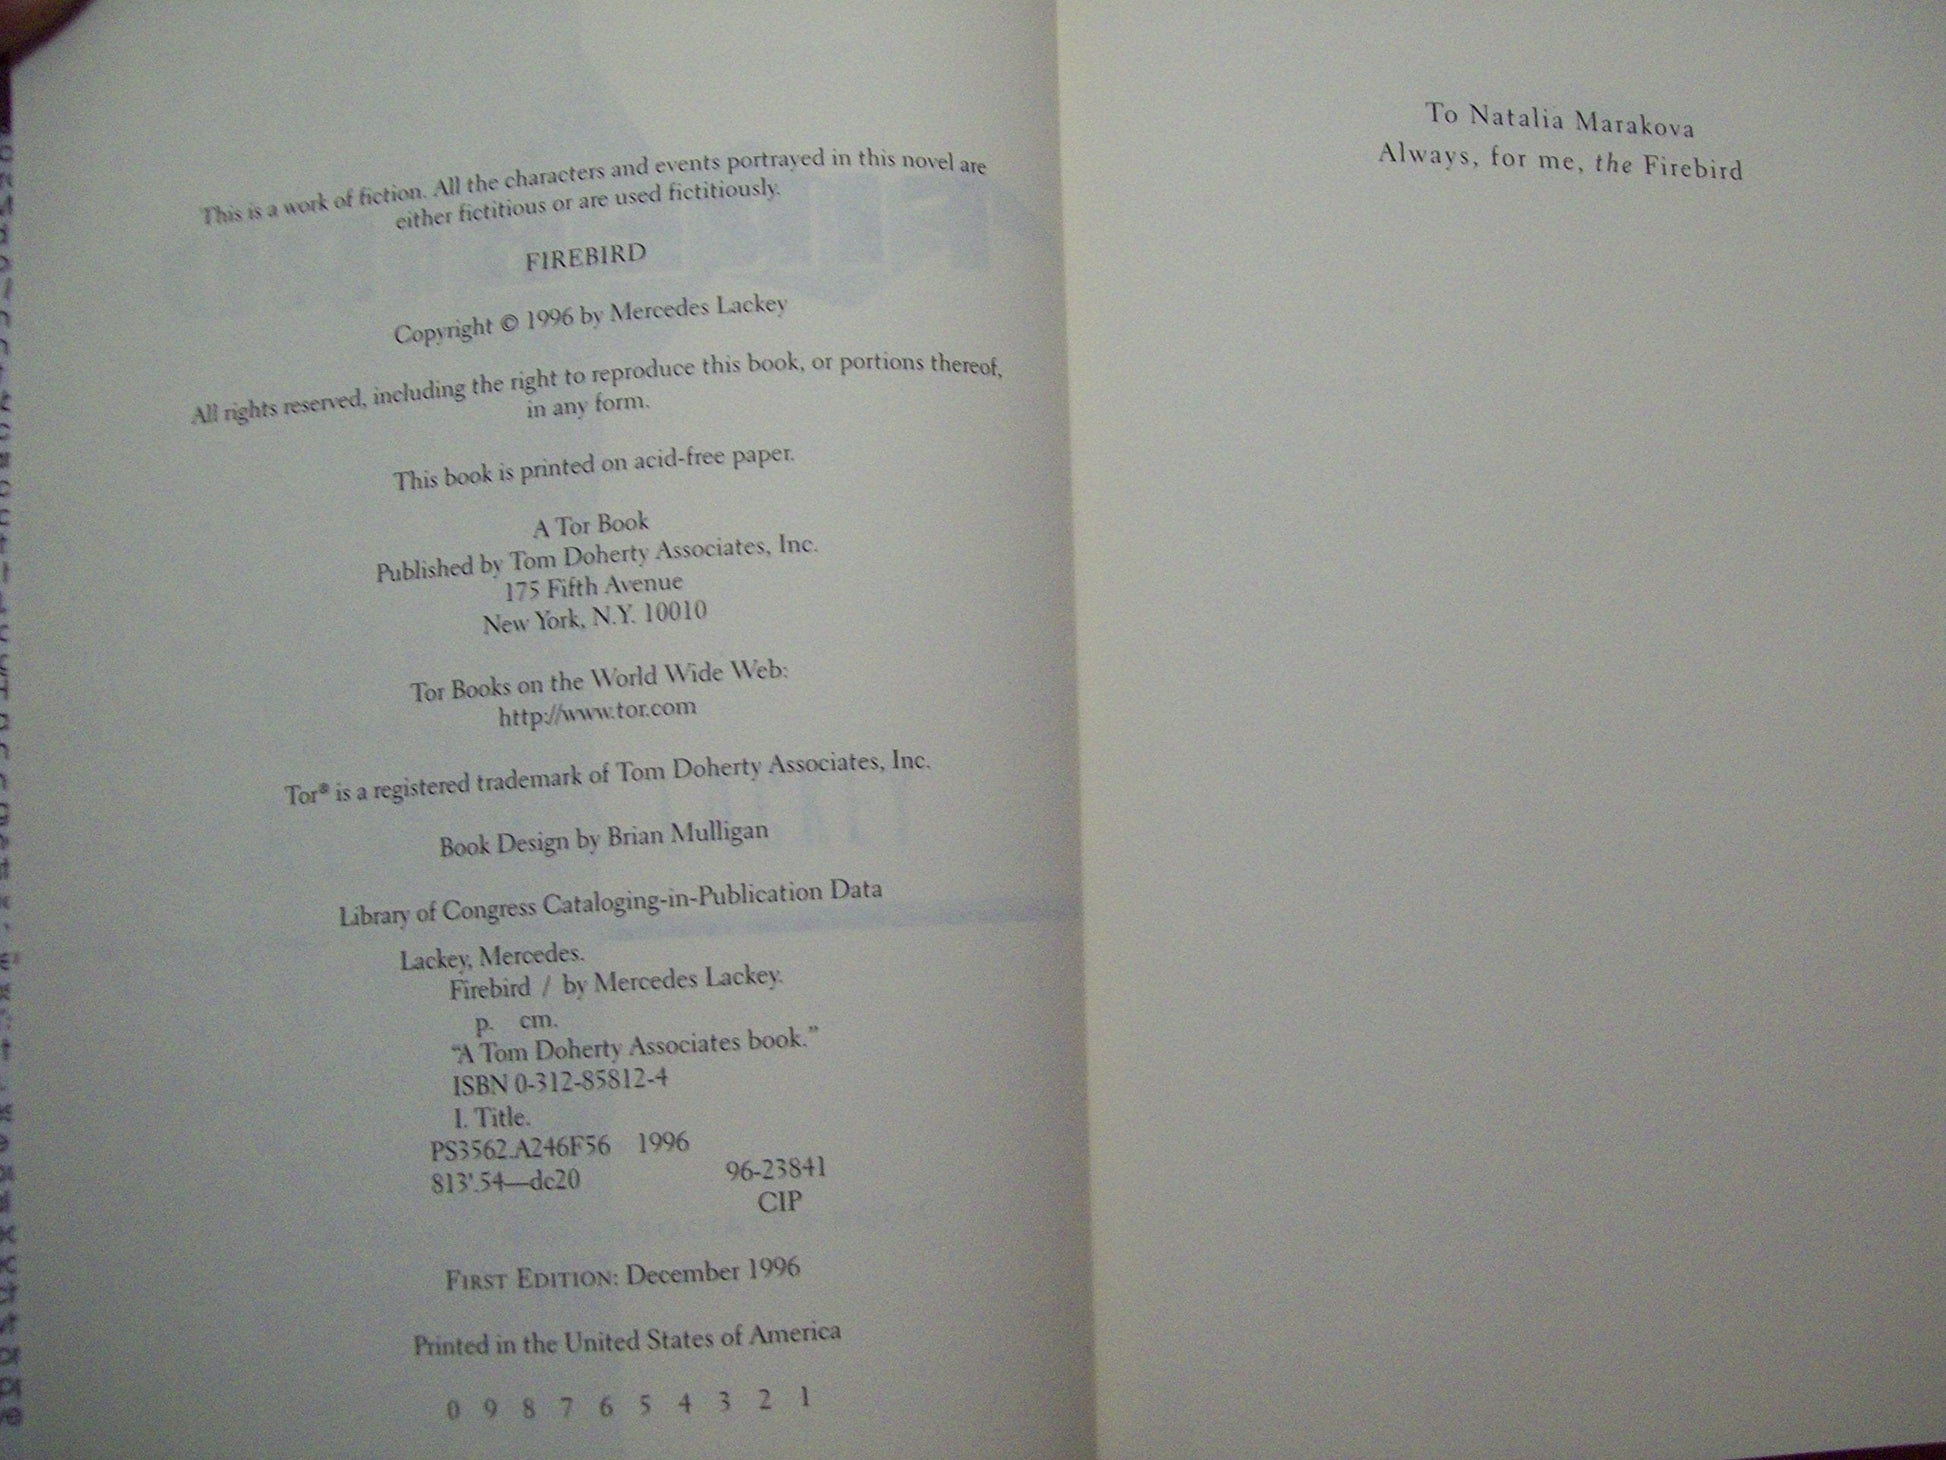 This is a work of fiction. All the characters and events portrayed in this novel are
either fictitious or are used fictitiously.
FIREBIRD
Copyright © 1996 by Mercedes Lackey
All rights reserved, including the right to reproduce this book, or portions thereof,
in any form.
This book is printed on acid-free paper.
A Tor Book
Published by Tom Doherty Associates, Inc.
175 Fifth Avenue
New York, N.Y. 10010
Tor Books on the World Wide Web:
http://www.tor.com
Tor® is a registered trademark of Tom Doherty Associates, Inc.
Book Design by Brian Mulligan
Library of Congress Cataloging-in-Publication Data
Lackey, Mercedes.
Firebird / by Mercedes Lackey.
p. cm.
"A Tom Doherty Associates book."
ISBN 0-312-85812-4
I. Title.
PS3562.A246F56 1996
813'.54—dc20
96-23841
CIP
FIRST EDITION: December 1996
Printed in the United States of America
0 9 8 7 6 5 4 3 2 1
To Natalia Marakova
Always, for me, the Firebird